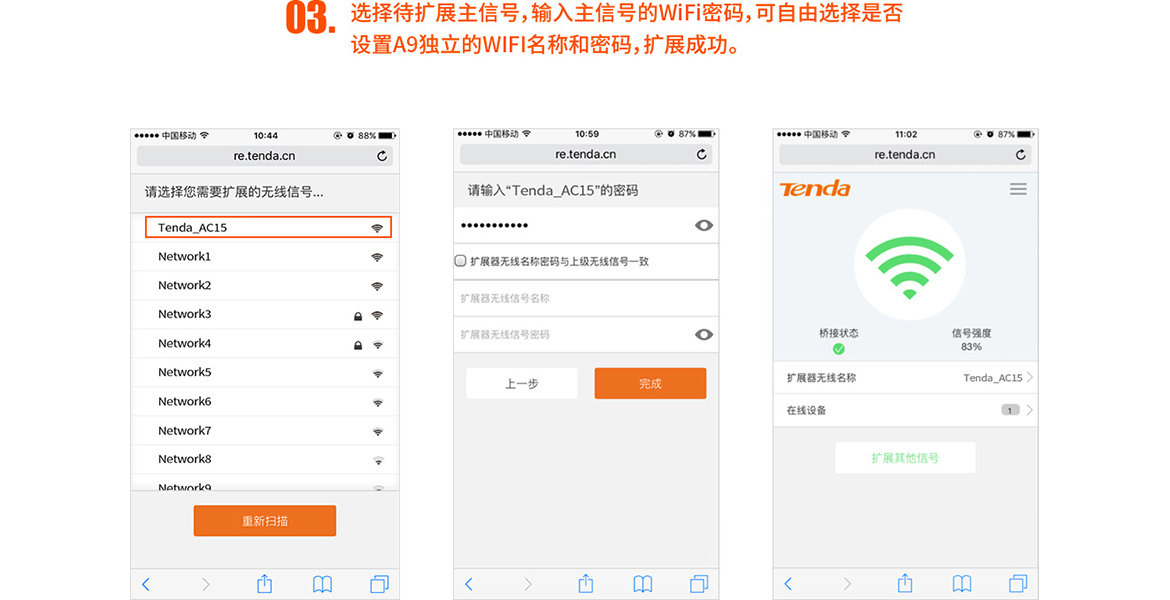 03.
选择待扩展主信号,输入主信号的WiFi密码,可自由选择是否
设置A9独立的WIFI名称和密码,扩展成功。
中国移动 10:44 88%
re.tenda.cn
请选择您需要扩展的无线信号...
Tenda_AC15
Network1
Network2
Network3
Network4
Network5
Network6
Network7
Network8
Network9
重新扫描
中国移动 10:59 87%
re.tenda.cn
请输入“Tenda_AC15”的密码
•••••••••••
扩展器无线名称密码与上级无线信号一致
扩展器无线信号名称
扩展器无线信号密码
上一步 完成
中国移动 11:02 87%
re.tenda.cn
Tenda
桥接状态 信号强度
83%
扩展器无线名称 Tenda_AC15
在线设备 1
扩展其他信号